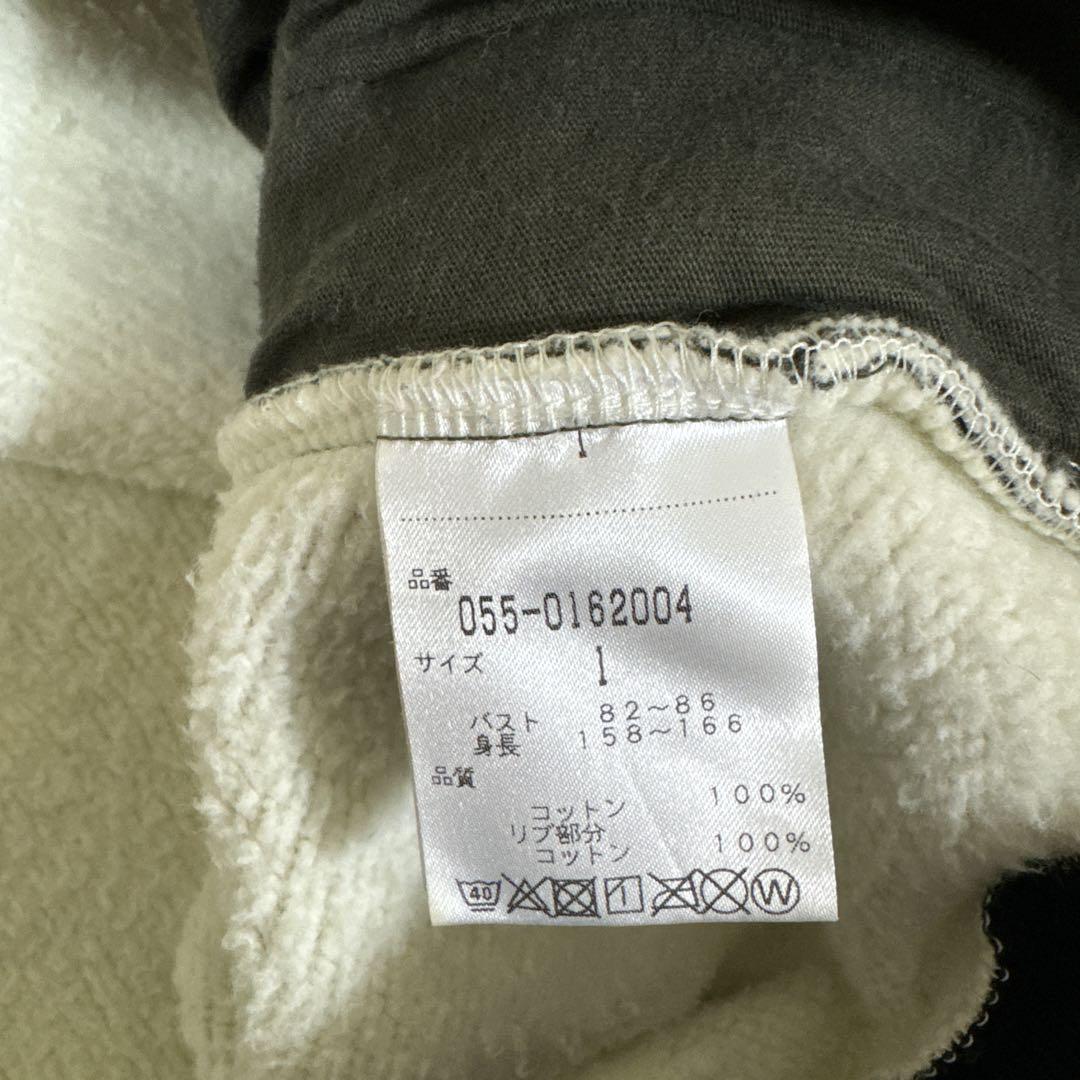 品番
055-0162004
サイズ 1
バスト 82～86
身長 158～166
品質
コットン 100%
リブ部分
コットン 100%
40 1 W